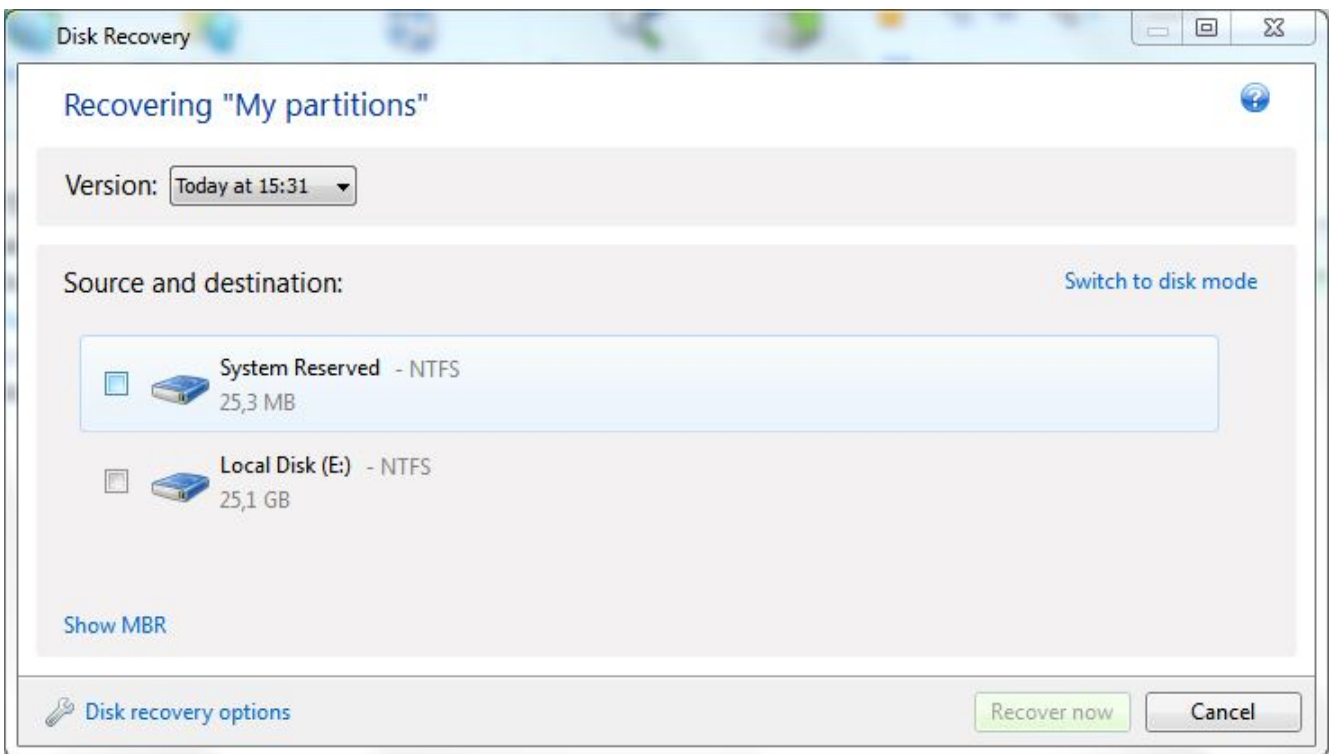 Disk Recovery
Recovering "My partitions"
Version: Today at 15:31
Source and destination:
Switch to disk mode
System Reserved - NTFS
25,3 MB
Local Disk (E:) - NTFS
25,1 GB
Show MBR
Disk recovery options
Recover now
Cancel